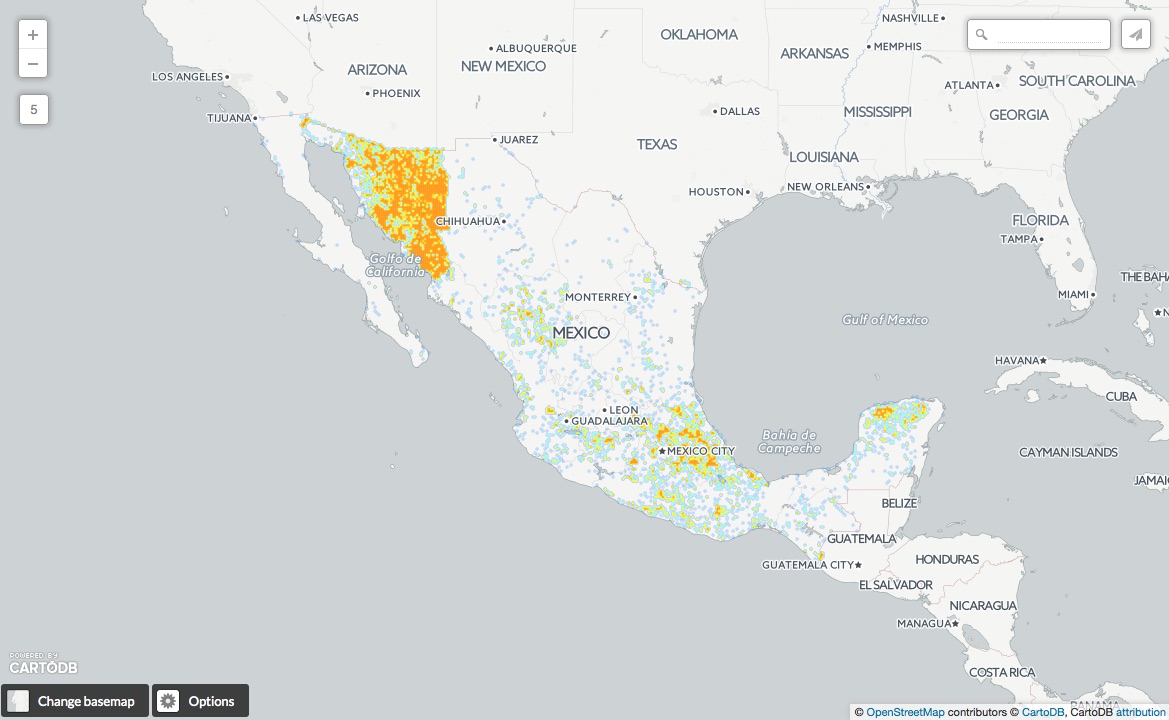 +
−
5
LAS VEGAS
NASHVILLE
OKLAHOMA
ARKANSAS
MEMPHIS
ALBUQUERQUE
NEW MEXICO
ARIZONA
LOS ANGELES
PHOENIX
ATLANTA
SOUTH CAROLINA
DALLAS
MISSISSIPPI
GEORGIA
TIJUANA
JUAREZ
TEXAS
LOUISIANA
HOUSTON
NEW ORLEANS
CHIHUAHUA
FLORIDA
TAMPA
Golfo de
California
THE BAHA
MONTERREY
MIAMI
N
Gulf of Mexico
MEXICO
HAVANA
CUBA
LEON
GUADALAJARA
Bahía de
Campeche
MEXICO CITY
CAYMAN ISLANDS
JAMAIC
BELIZE
GUATEMALA
HONDURAS
GUATEMALA CITY
EL SALVADOR
NICARAGUA
MANAGUA
COSTA RICA
PANAMA
POWERED BY
CARTODB
Change basemap
Options
© OpenStreetMap contributors © CartoDB, CartoDB attribution